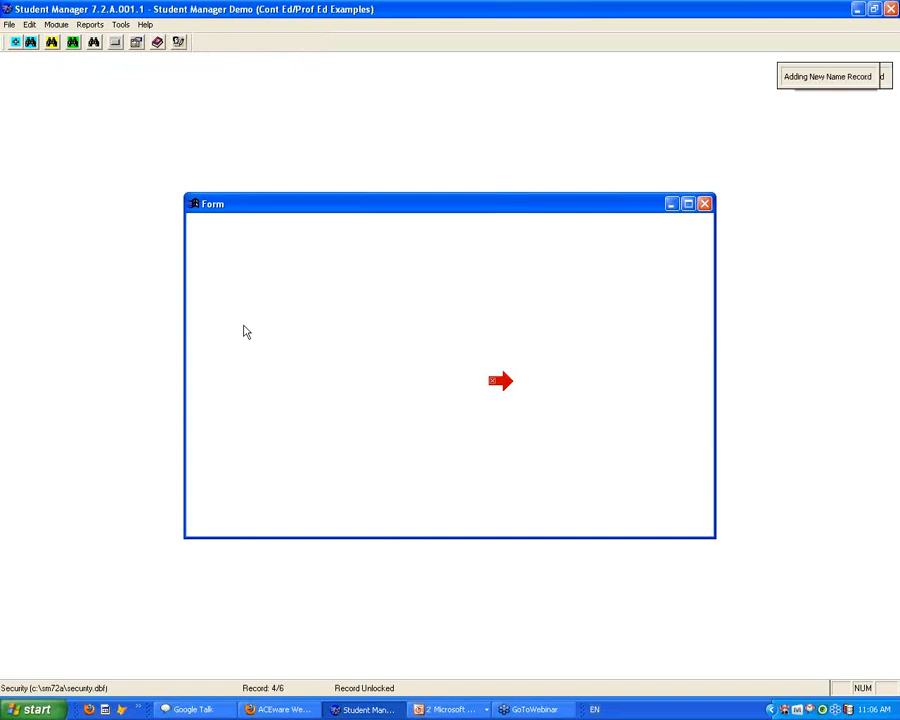 Student Manager 7.2.A.001.1 - Student Manager Demo (Cont Ed/Prof Ed Examples)
File Edit Module Reports Tools Help
Adding New Name Record d
Form
Security (c:\sm72a\security.dbf) Record: 4/6 Record Unlocked NUM
start Google Talk ACEware We... Student Man... 2 Microsoft ... GoToWebinar EN 11:06 AM